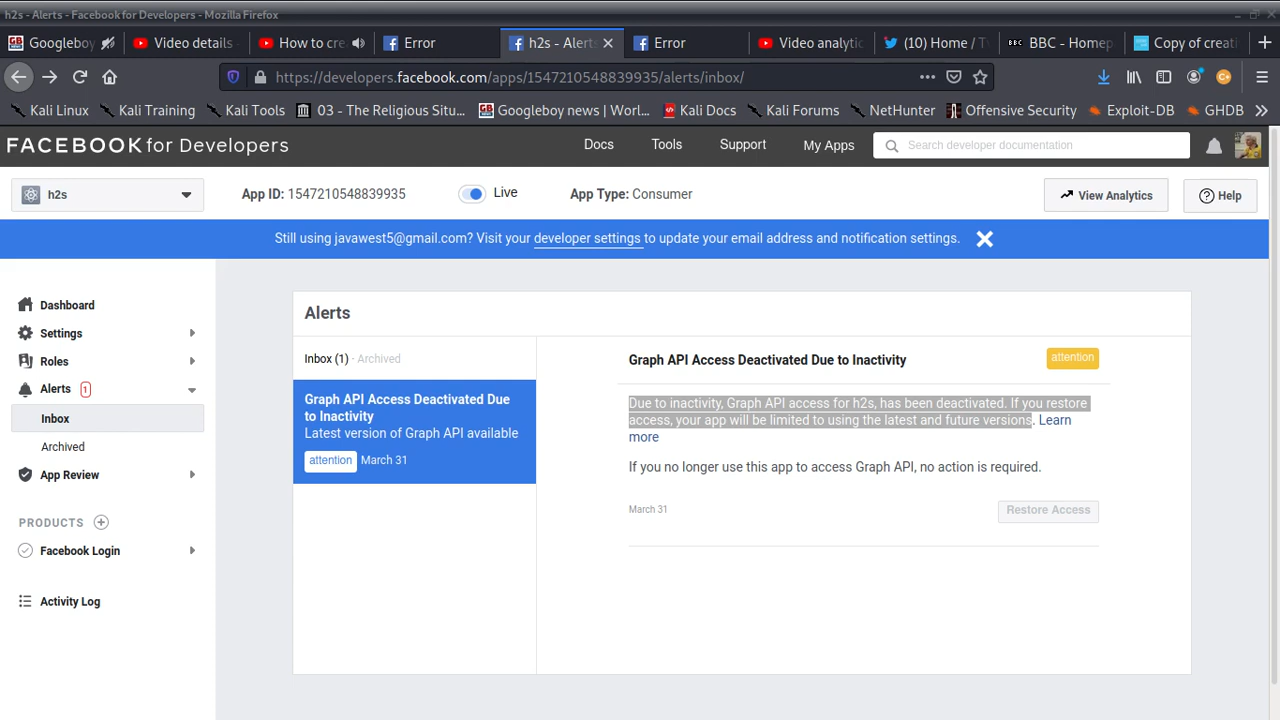 h2s - Alerts - Facebook for Developers - Mozilla Firefox
Googleboy
Video details
How to cre
Error
h2s - Alerts
Error
Video analytic
(10) Home / Tw
BBC - Homep
Copy of creati
https://developers.facebook.com/apps/1547210548839935/alerts/inbox/
Kali Linux
Kali Training
Kali Tools
03 - The Religious Situ...
Googleboy news | Worl...
Kali Docs
Kali Forums
NetHunter
Offensive Security
Exploit-DB
GHDB
FACEBOOK for Developers
Docs
Tools
Support
My Apps
Search developer documentation
h2s
App ID: 1547210548839935
Live
App Type: Consumer
View Analytics
Help
Still using javawest5@gmail.com? Visit your developer settings to update your email address and notification settings.
Dashboard
Settings
Roles
Alerts 1
Inbox
Archived
App Review
PRODUCTS
Facebook Login
Activity Log
Alerts
Inbox (1) · Archived
Graph API Access Deactivated Due
to Inactivity
Latest version of Graph API available
attention March 31
Graph API Access Deactivated Due to Inactivity
attention
Due to inactivity, Graph API access for h2s, has been deactivated. If you restore
access, your app will be limited to using the latest and future versions. Learn
more
If you no longer use this app to access Graph API, no action is required.
March 31
Restore Access